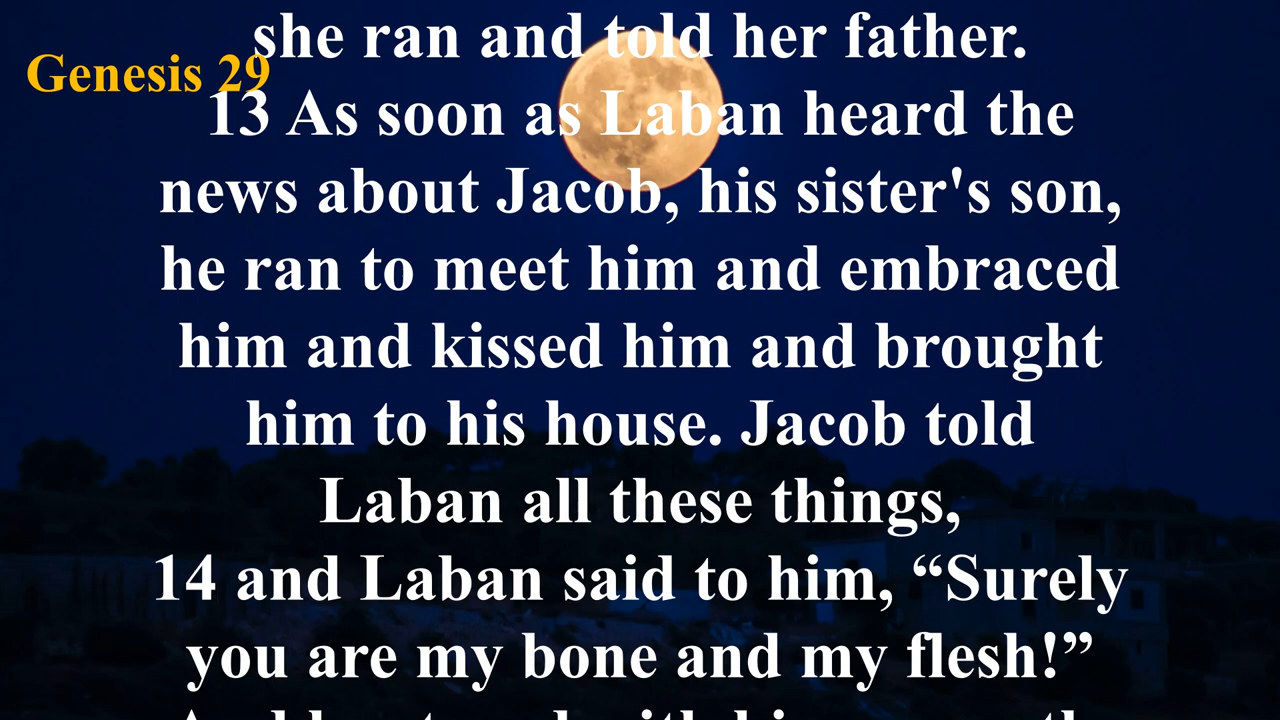 she ran and told her father.
Genesis 29
13 As soon as Laban heard the
news about Jacob, his sister's son,
he ran to meet him and embraced
him and kissed him and brought
him to his house. Jacob told
Laban all these things,
14 and Laban said to him, “Surely
you are my bone and my flesh!”